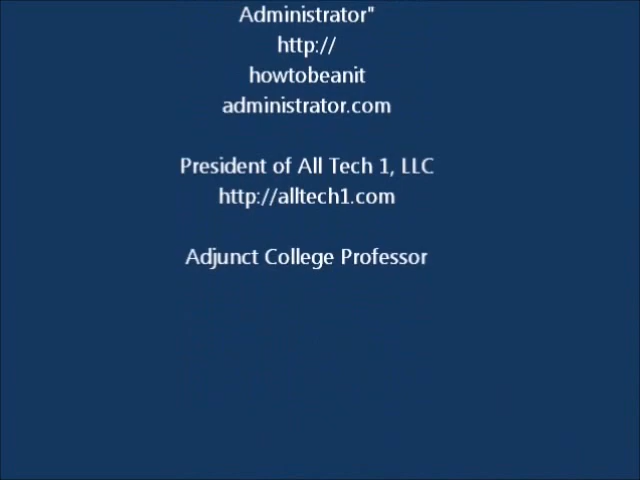 Administrator"
http://
howtobeanit
administrator.com
President of All Tech 1, LLC
http://alltech1.com
Adjunct College Professor